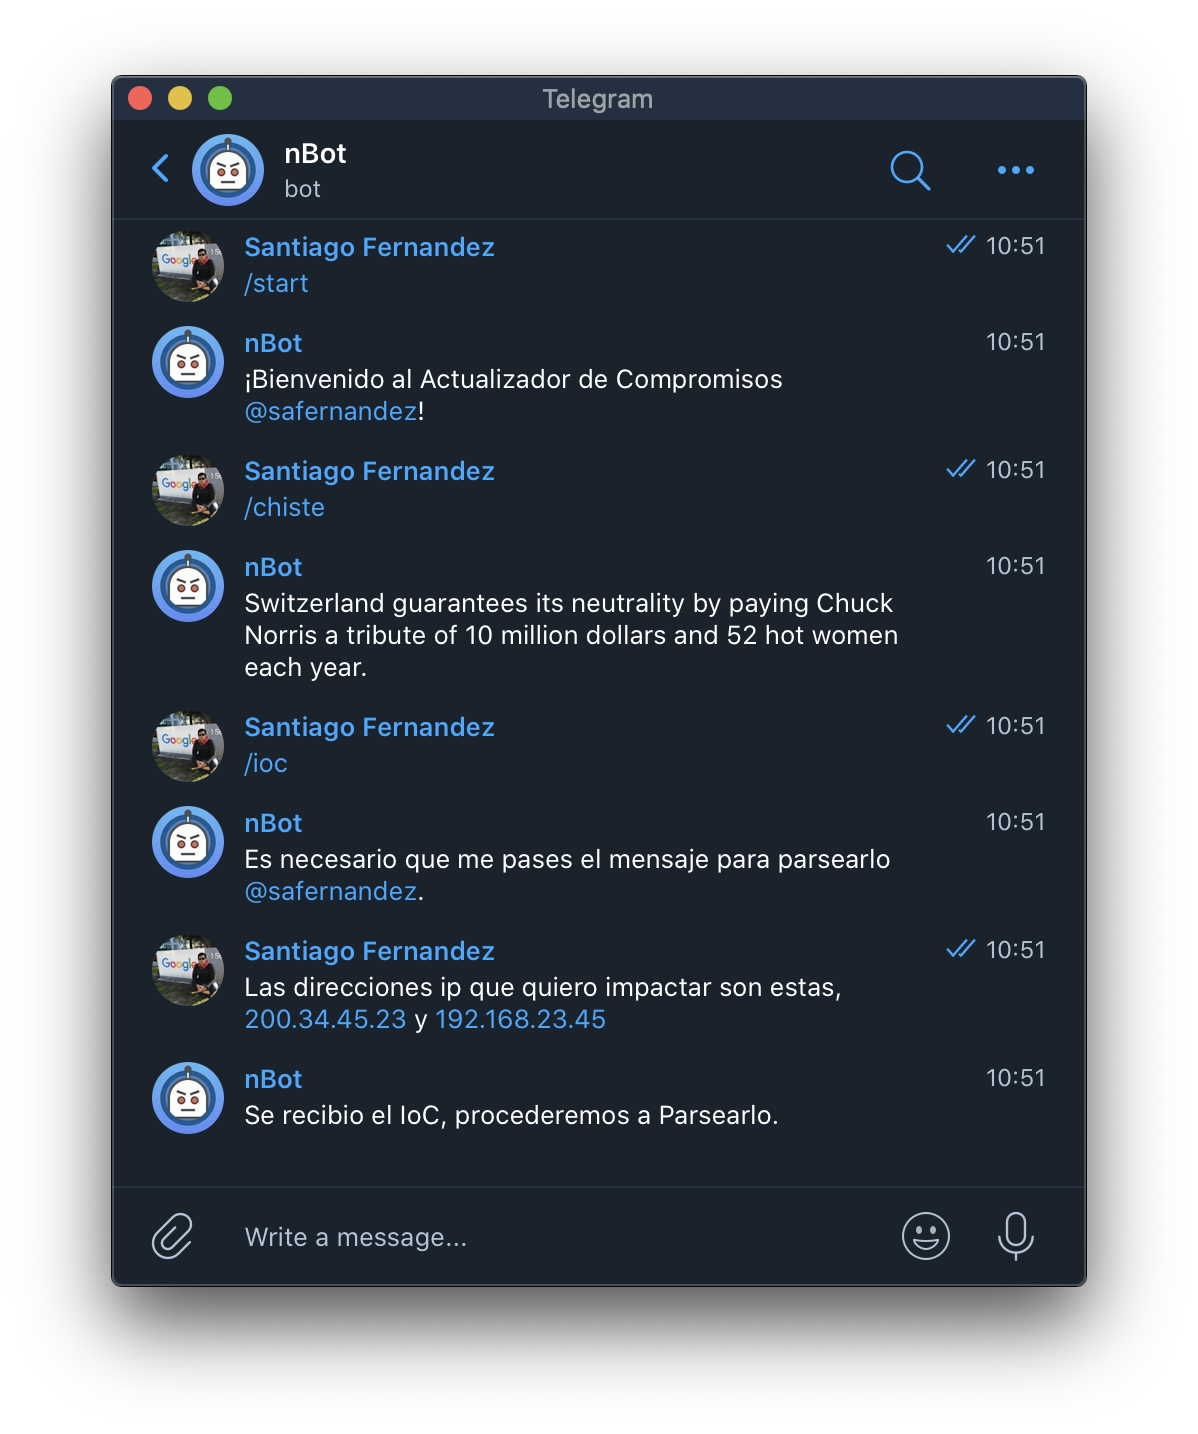 Telegram
nBot
bot
Santiago Fernandez
10:51
/start
nBot
10:51
¡Bienvenido al Actualizador de Compromisos
@safernandez!
Santiago Fernandez
10:51
/chiste
nBot
10:51
Switzerland guarantees its neutrality by paying Chuck
Norris a tribute of 10 million dollars and 52 hot women
each year.
Santiago Fernandez
10:51
/ioc
nBot
10:51
Es necesario que me pases el mensaje para parsearlo
@safernandez.
Santiago Fernandez
10:51
Las direcciones ip que quiero impactar son estas,
200.34.45.23 y 192.168.23.45
nBot
10:51
Se recibio el IoC, procederemos a Parsearlo.
Write a message...